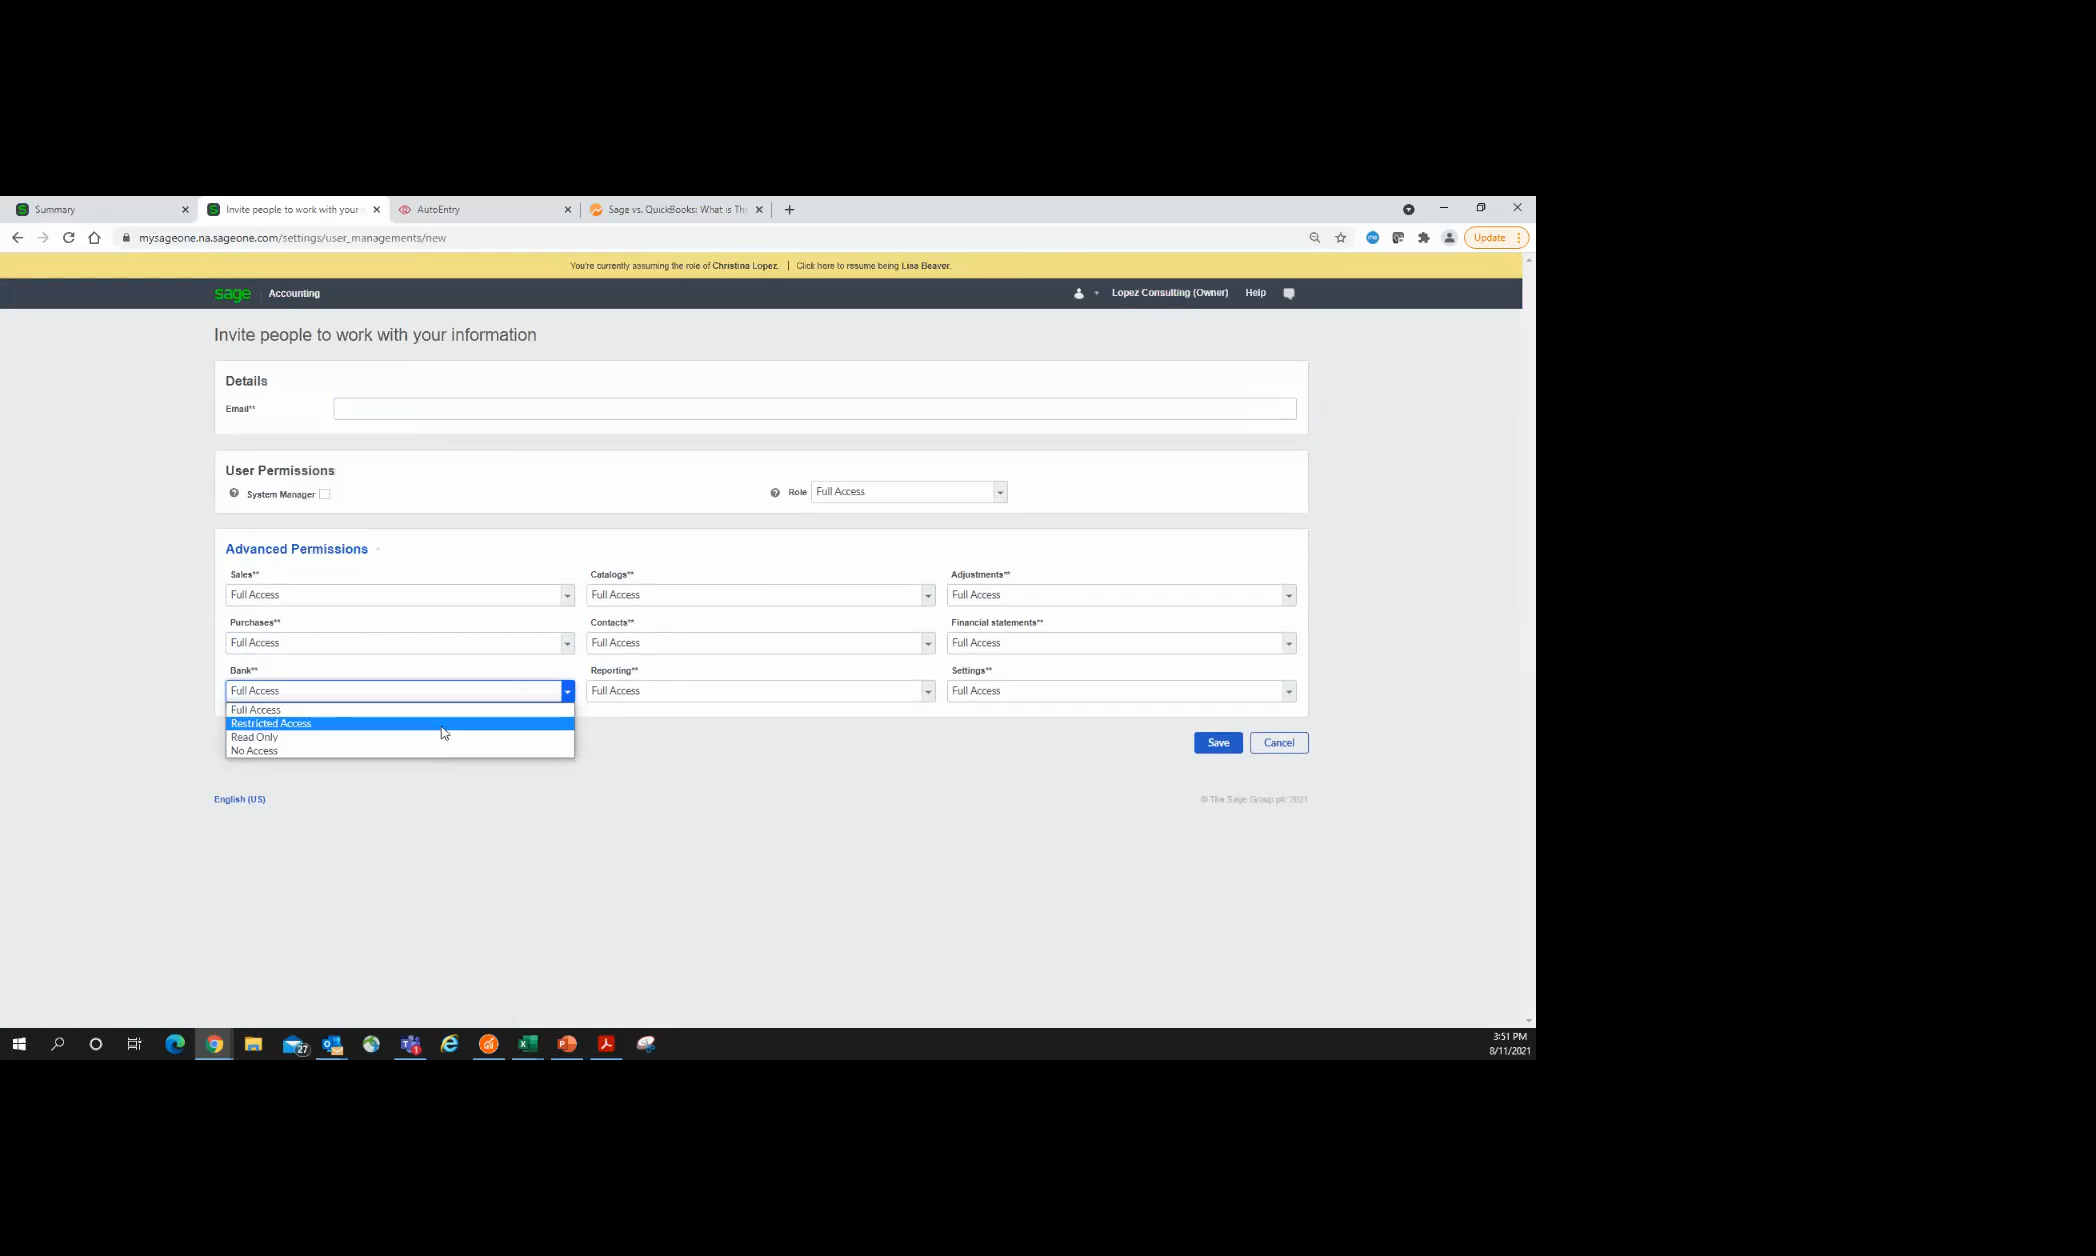 Summary
Invite people to work with your
AutoEntry
Sage vs. QuickBooks: What is Th
mysageone.na.sageone.com/settings/user_managements/new
me
Update
You're currently assuming the role of Christina Lopez. | Click here to resume being Lisa Beaver.
sage Accounting
Lopez Consulting (Owner) Help
Invite people to work with your information
Details
Email**
User Permissions
System Manager
Role Full Access
Advanced Permissions
Sales** Catalogs** Adjustments**
Full Access Full Access Full Access
Purchases** Contacts** Financial statements**
Full Access Full Access Full Access
Bank** Reporting** Settings**
Full Access Full Access Full Access
Full Access
Restricted Access
Read Only
No Access
Save Cancel
English (US)
© The Sage Group plc 2021
27
1
3:51 PM
8/11/2021